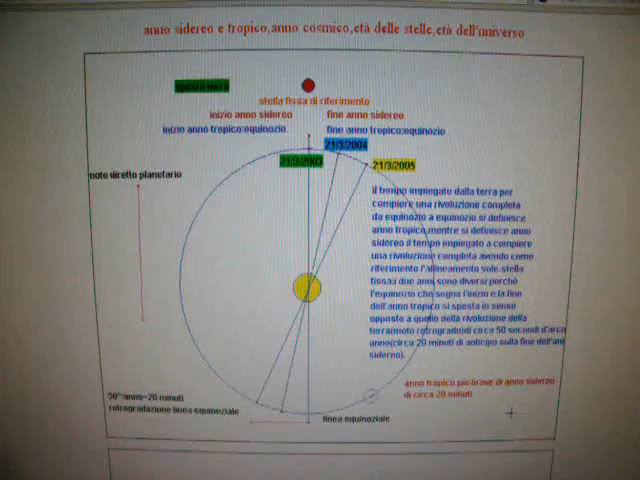 anno sidereo e tropico,anno cosmico,età delle stelle,età dell'universo
sposta terra
stella fissa di riferimento
inizio anno sidereo
fine anno sidereo
inizio anno tropico:equinozio
fine anno tropico:equinozio
21/3/2003
21/3/2004
21/3/2005
moto diretto planetario
il tempo impiegato dalla terra per
compiere una rivoluzione completa
da equinozio a equinozio si definisce
anno tropico,mentre si definisce anno
sidereo il tempo impiegato a compiere
una rivoluzione completa avendo come
riferimento l'alineamento sole-stella
fissa:i due anni sono diversi perchè
l'equinozio che segna l'inizio e la fine
dell'anno tropico si sposta in senso
opposto a quello della rivoluzione della
terra(moto retrogrado)di circa 50 secondi d'arco
anno(circa 20 minuti di anticipo sulla fine dell'anno
sidereo).
anno tropico più breve di anno sidereo
di circa 20 minuti
50"/anno=20 minuti
retrogradazione linea equinoziale
linea equinoziale